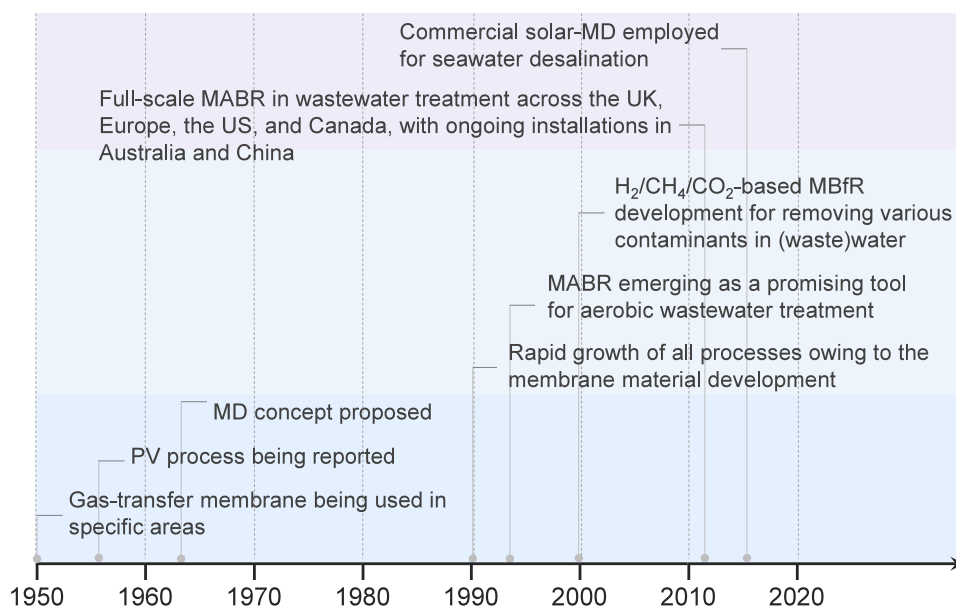 Commercial solar-MD employed
for seawater desalination
Full-scale MABR in wastewater treatment across the UK,
Europe, the US, and Canada, with ongoing installations in
Australia and China
H₂/CH₄/CO₂-based MBfR
development for removing various
contaminants in (waste)water
MABR emerging as a promising tool
for aerobic wastewater treatment
Rapid growth of all processes owing to the
membrane material development
MD concept proposed
PV process being reported
Gas-transfer membrane being used in
specific areas
1950 1960 1970 1980 1990 2000 2010 2020